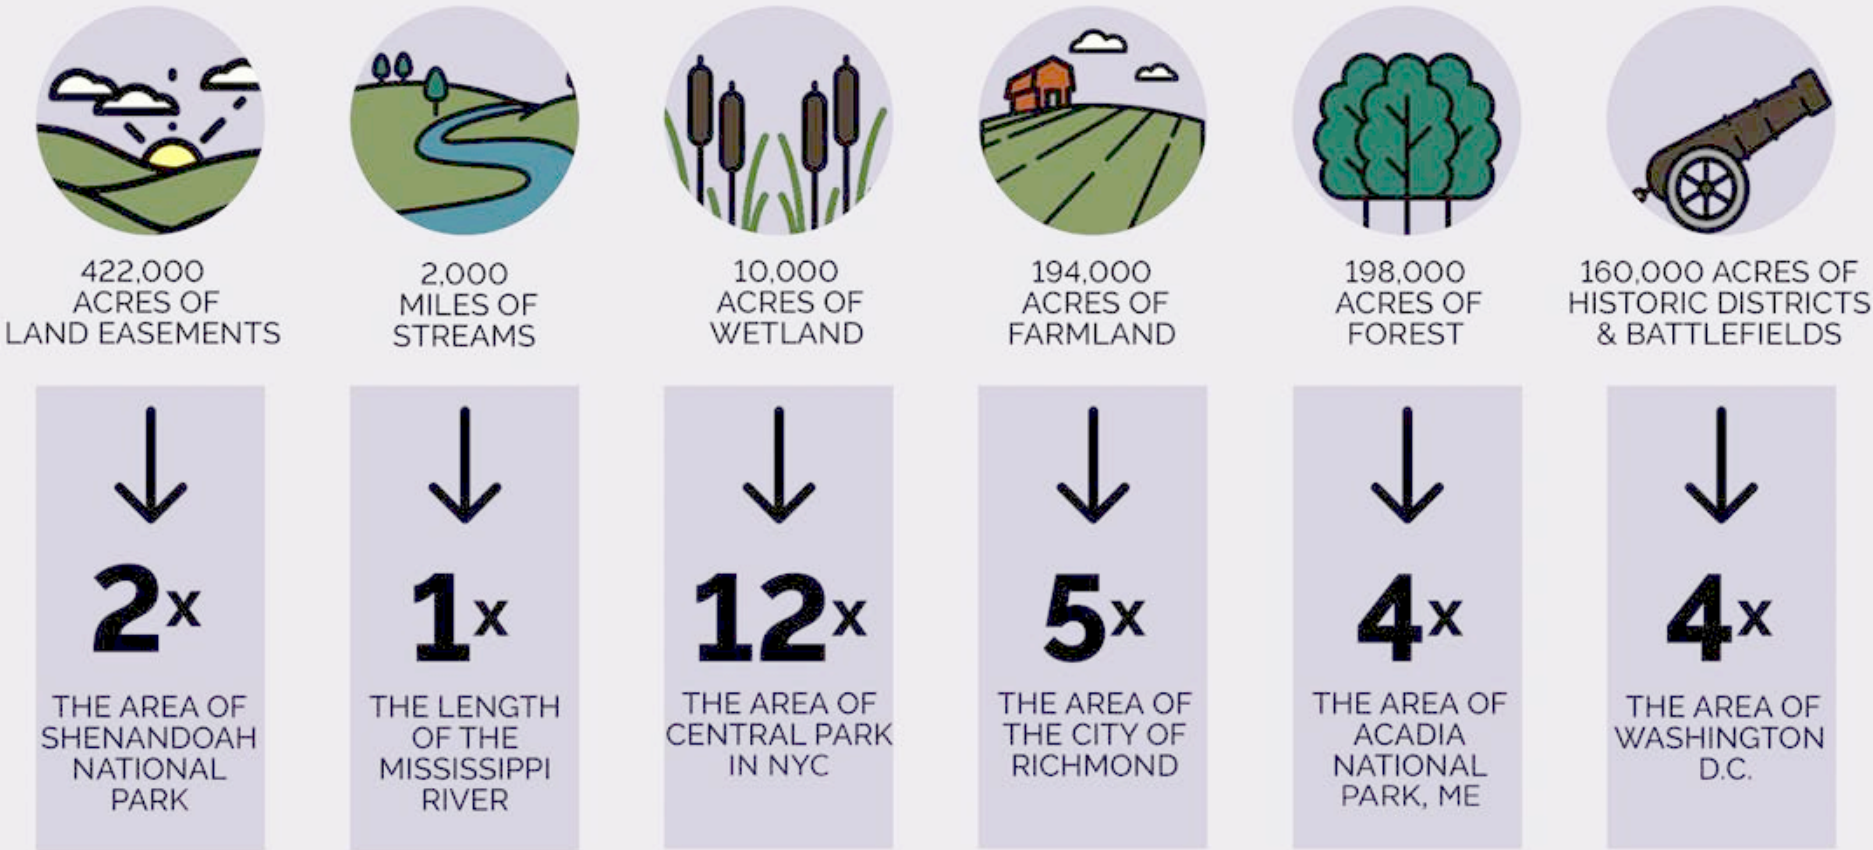 422,000
ACRES OF
LAND EASEMENTS
2,000
MILES OF
STREAMS
10,000
ACRES OF
WETLAND
194,000
ACRES OF
FARMLAND
198,000
ACRES OF
FOREST
160,000 ACRES OF
HISTORIC DISTRICTS
& BATTLEFIELDS
2x
THE AREA OF
SHENANDOAH
NATIONAL
PARK
1x
THE LENGTH
OF THE
MISSISSIPPI
RIVER
12x
THE AREA OF
CENTRAL PARK
IN NYC
5x
THE AREA OF
THE CITY OF
RICHMOND
4x
THE AREA OF
ACADIA
NATIONAL
PARK, ME
4x
THE AREA OF
WASHINGTON
D.C.